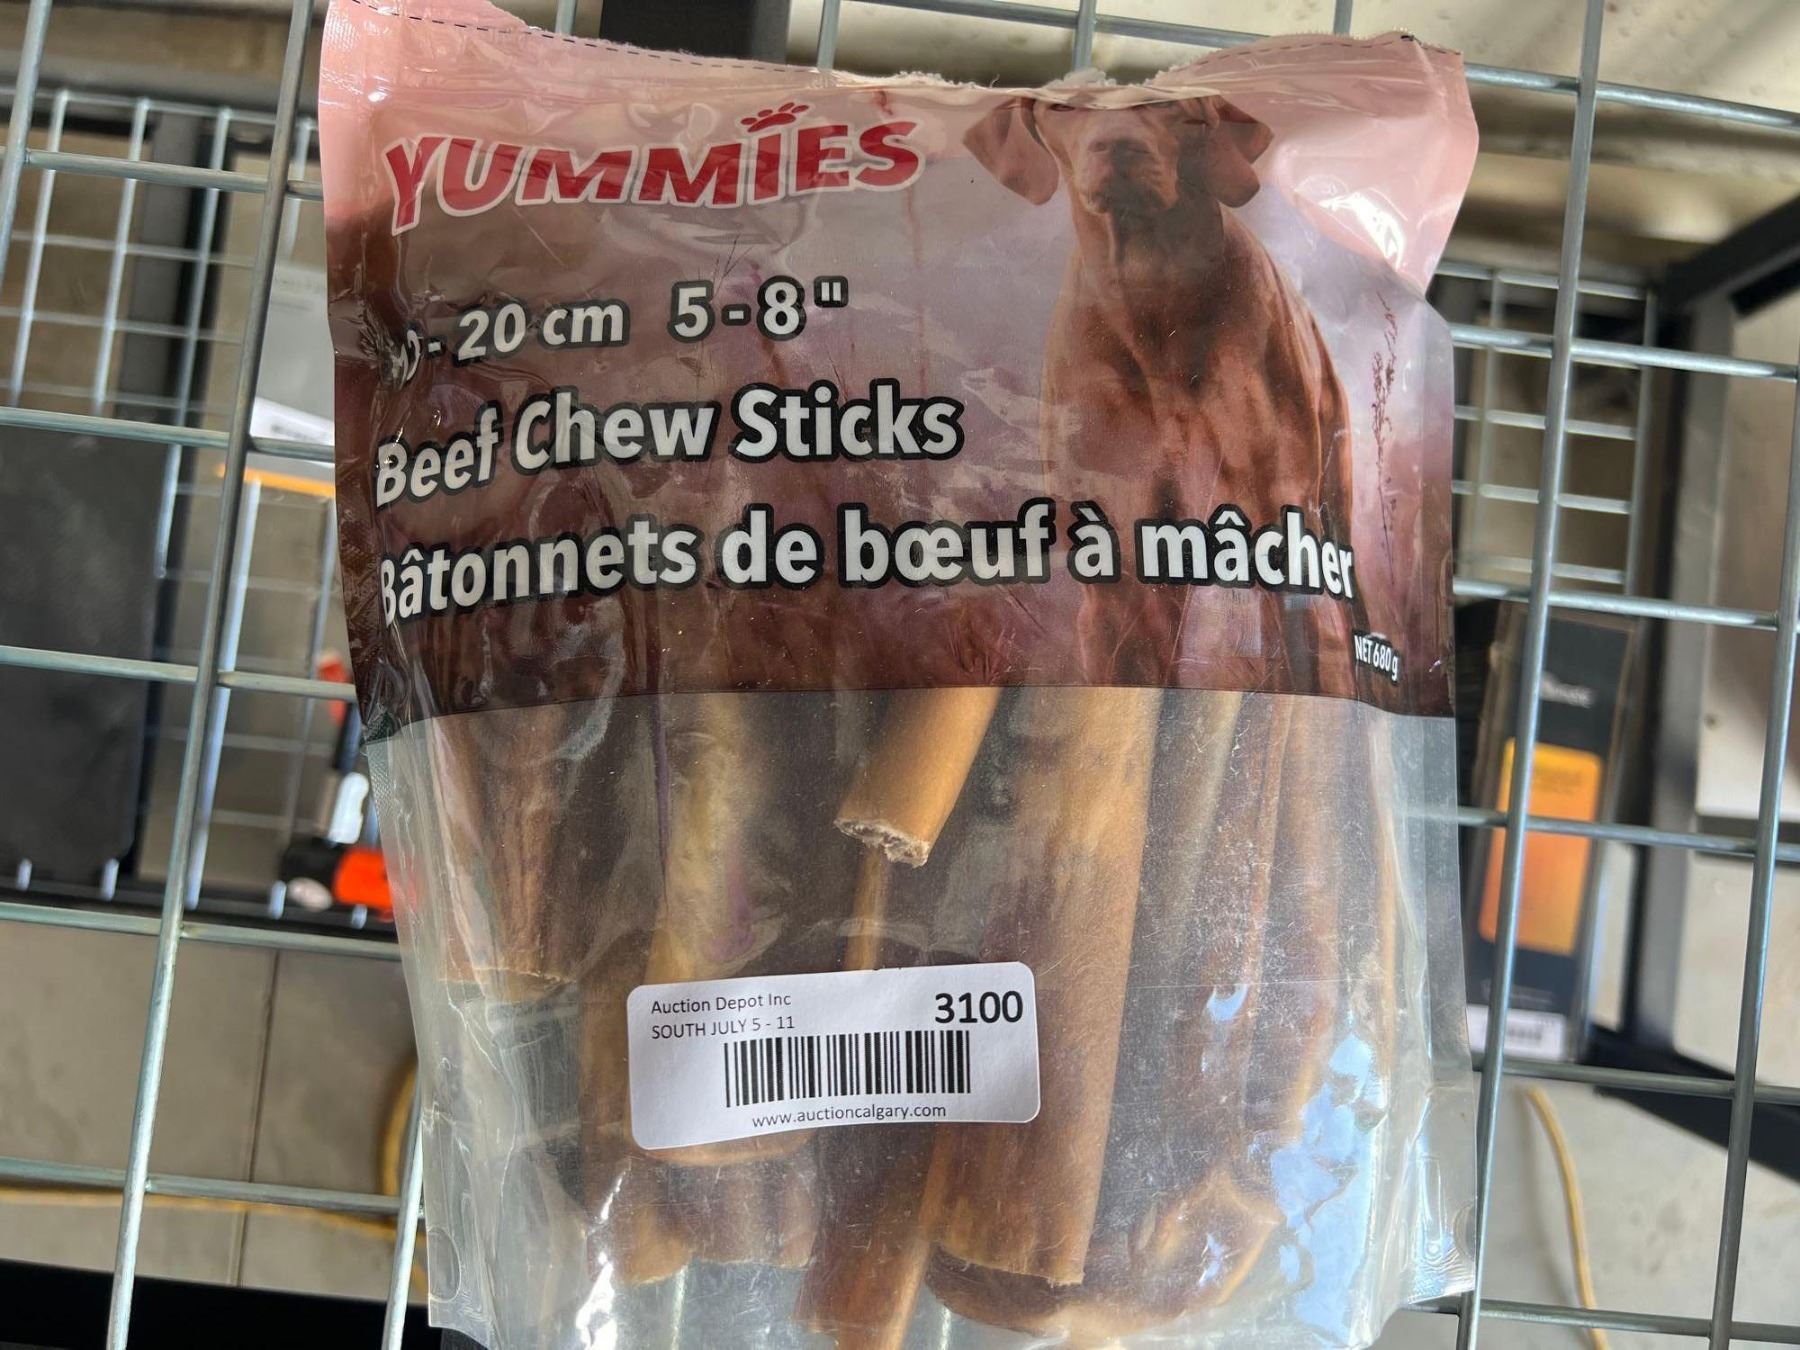 YUMMIES
- 20 cm 5-8"
Beef Chew Sticks
Bâtonnets de bœuf à mâcher
NET 680 g
Auction Depot Inc
3100
SOUTH JULY 5 - 11
www.auctioncalgary.com